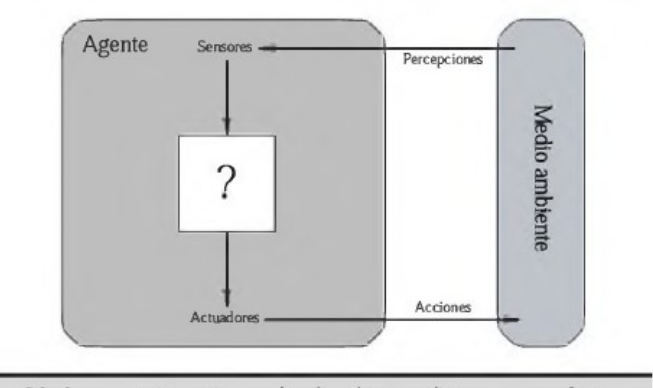 Agente
Sensores
Percepciones
Medio ambiente
?
Actuadores
Acciones